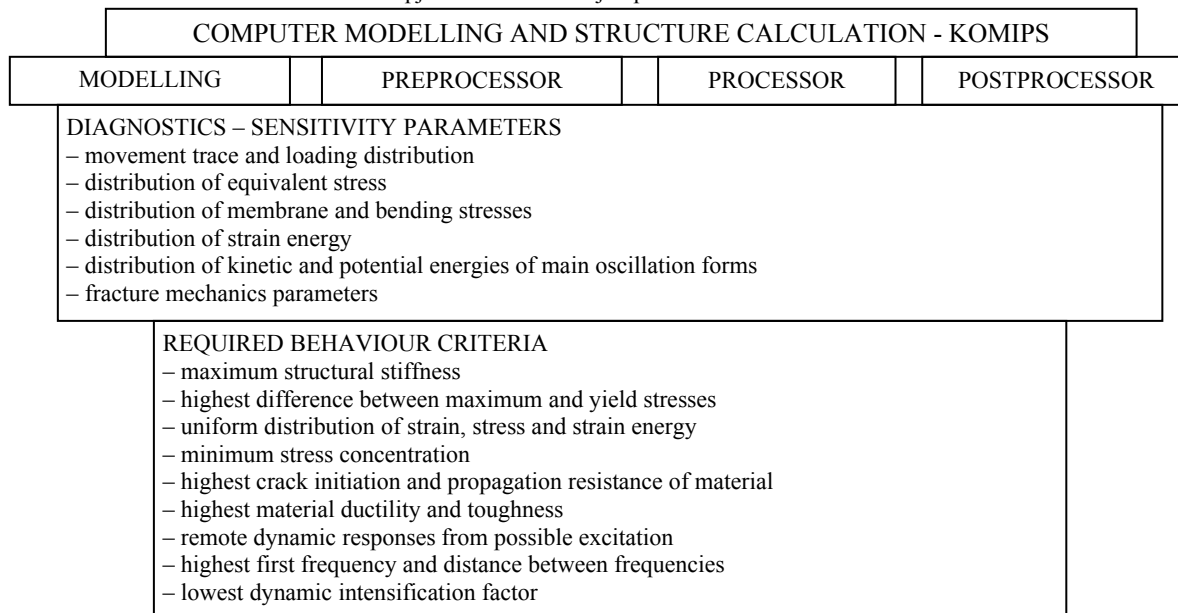 COMPUTER MODELLING AND STRUCTURE CALCULATION - KOMIPS
MODELLING PREPROCESSOR PROCESSOR POSTPROCESSOR
DIAGNOSTICS – SENSITIVITY PARAMETERS
– movement trace and loading distribution
– distribution of equivalent stress
– distribution of membrane and bending stresses
– distribution of strain energy
– distribution of kinetic and potential energies of main oscillation forms
– fracture mechanics parameters
REQUIRED BEHAVIOUR CRITERIA
– maximum structural stiffness
– highest difference between maximum and yield stresses
– uniform distribution of strain, stress and strain energy
– minimum stress concentration
– highest crack initiation and propagation resistance of material
– highest material ductility and toughness
– remote dynamic responses from possible excitation
– highest first frequency and distance between frequencies
– lowest dynamic intensification factor